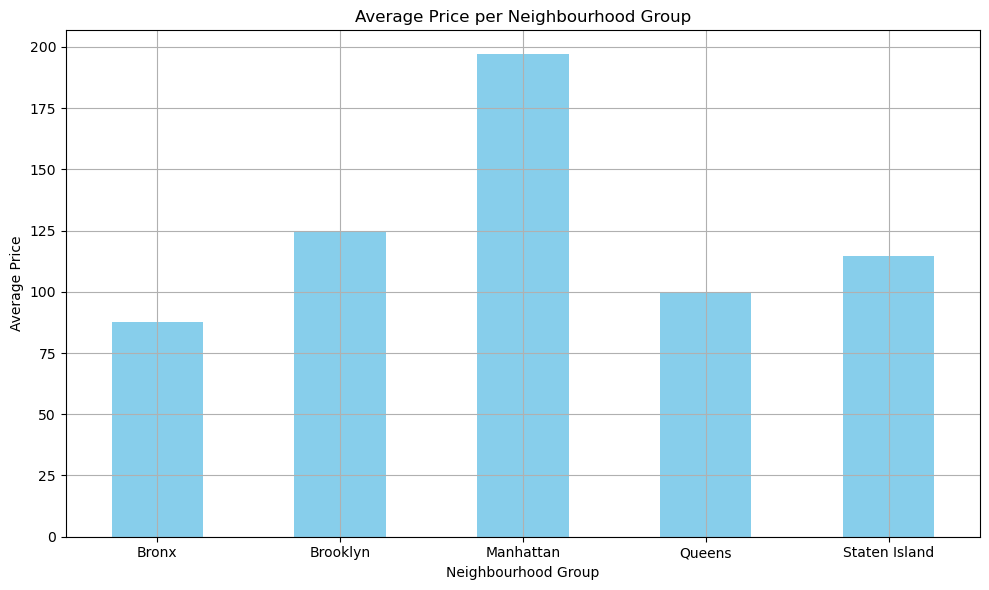 Average Price per Neighbourhood Group
Average Price
200
175
150
125
100
75
50
25
0
Bronx Brooklyn Manhattan Queens Staten Island
Neighbourhood Group